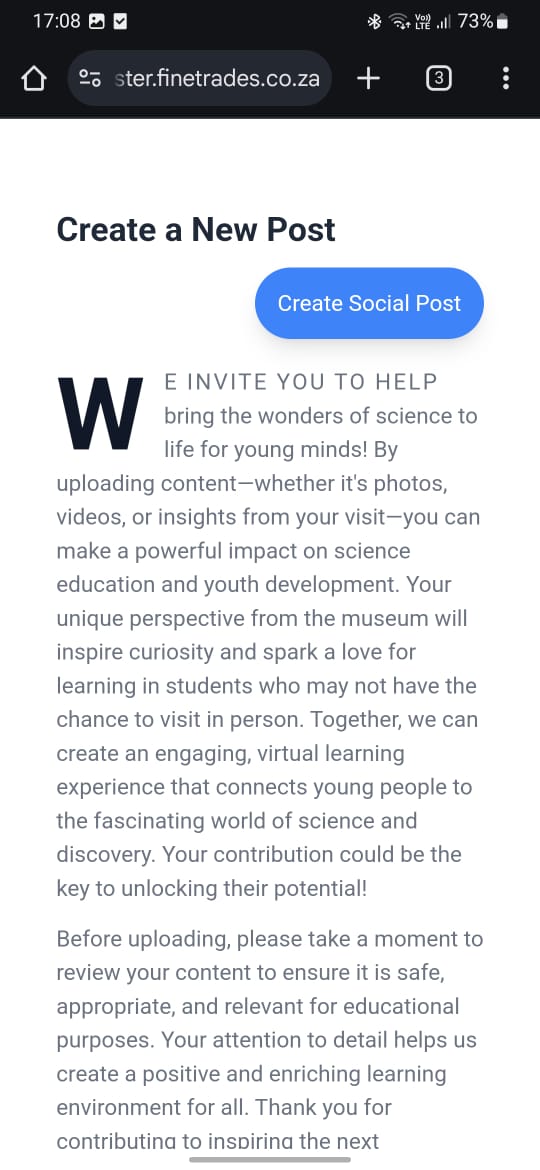 17:08
Vo))
LTE
73%
ster.finetrades.co.za
3
Create a New Post
Create Social Post
WE INVITE YOU TO HELP
bring the wonders of science to
life for young minds! By
uploading content—whether it's photos,
videos, or insights from your visit—you can
make a powerful impact on science
education and youth development. Your
unique perspective from the museum will
inspire curiosity and spark a love for
learning in students who may not have the
chance to visit in person. Together, we can
create an engaging, virtual learning
experience that connects young people to
the fascinating world of science and
discovery. Your contribution could be the
key to unlocking their potential!
Before uploading, please take a moment to
review your content to ensure it is safe,
appropriate, and relevant for educational
purposes. Your attention to detail helps us
create a positive and enriching learning
environment for all. Thank you for
contributing to inspiring the next